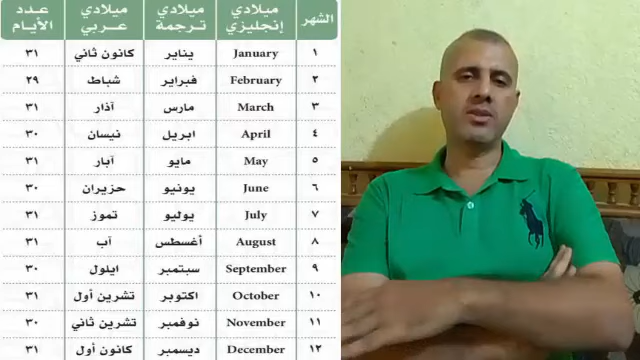 الشهر ميلادي إنجليزي ميلادي ترجمة ميلادي عربي عدد الأيام
١ January يناير كانون ثاني ٣١
٢ February فبراير شباط ٢٩
٣ March مارس آذار ٣١
٤ April ابريل نيسان ٣٠
٥ May مايو آبار ٣١
٦ June يونيو حزيران ٣٠
٧ July يوليو تموز ٣١
٨ August أغسطس آب ٣١
٩ September سبتمبر ايلول ٣٠
١٠ October اكتوبر تشرين أول ٣١
١١ November نوفمبر تشرين ثاني ٣٠
١٢ December ديسمبر كانون أول ٣١